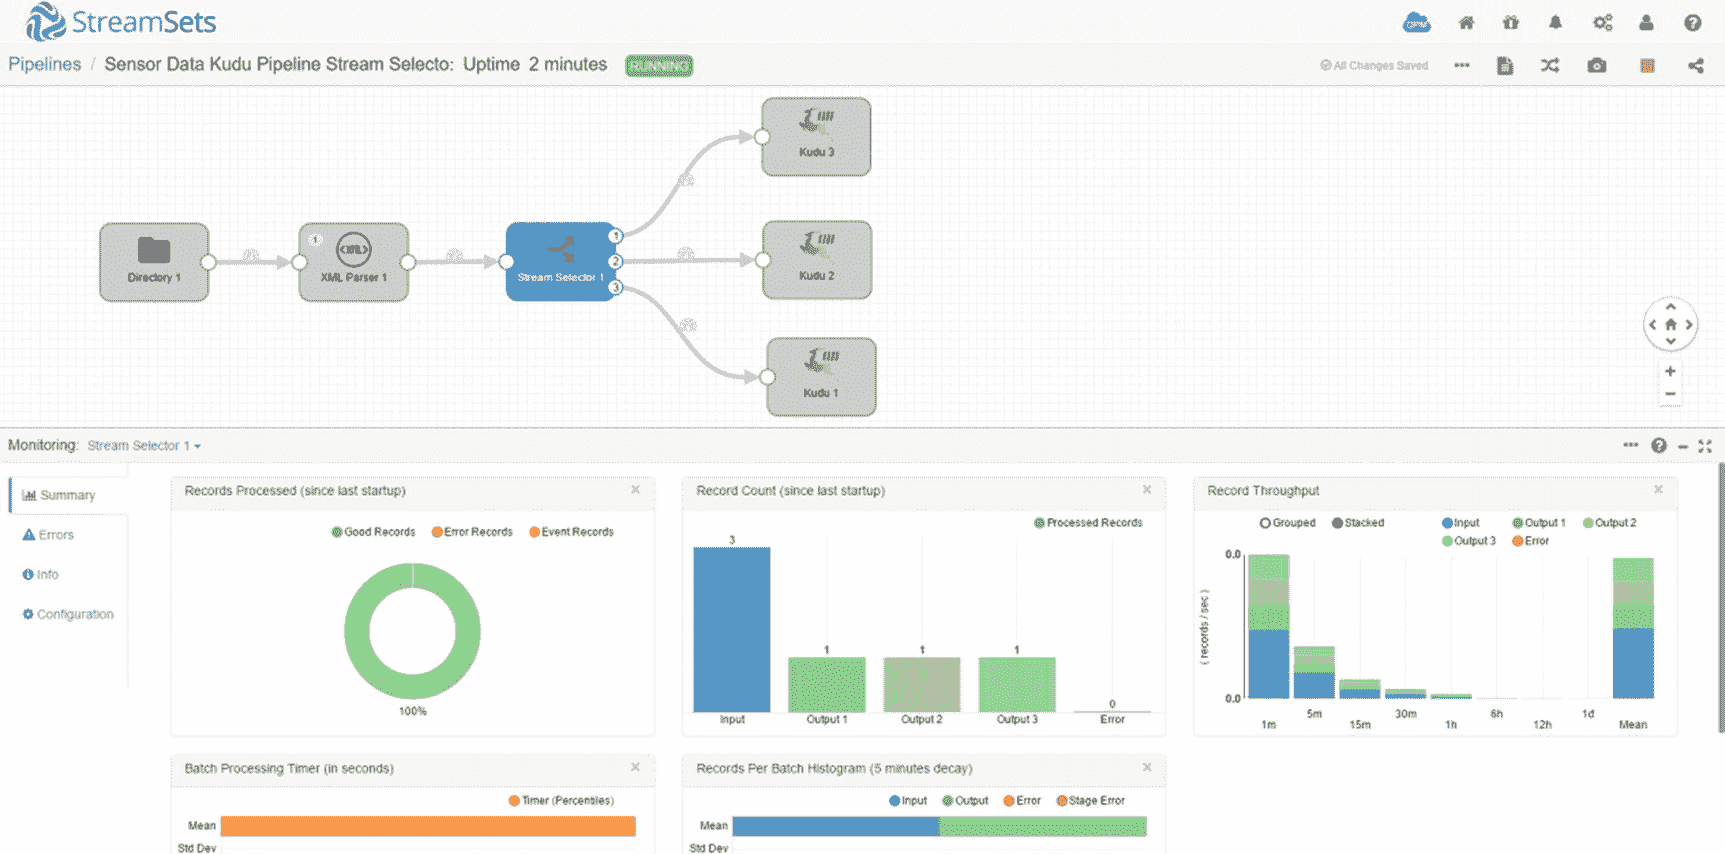 StreamSets
DPM
Pipelines / Sensor Data Kudu Pipeline Stream Selecto: Uptime 2 minutes RUNNING
All Changes Saved
Kudu 3
Directory 1
1
XML
XML Parser 1
Stream Selector 1
1
2
3
Kudu 2
Kudu 1
Monitoring: Stream Selector 1
Summary
Errors
Info
Configuration
Records Processed (since last startup)
Good Records Error Records Event Records
100%
Record Count (since last startup)
Processed Records
3
1 1 1
0
Input Output 1 Output 2 Output 3 Error
Record Throughput
Grouped Stacked Input Output 1 Output 2
Output 3 Error
0.0
( records / sec )
0.0
1m 5m 15m 30m 1h 6h 12h 1d Mean
Batch Processing Timer (in seconds)
Timer (Percentiles)
Mean
Std Dev
Records Per Batch Histogram (5 minutes decay)
Input Output Error Stage Error
Mean
Std Dev